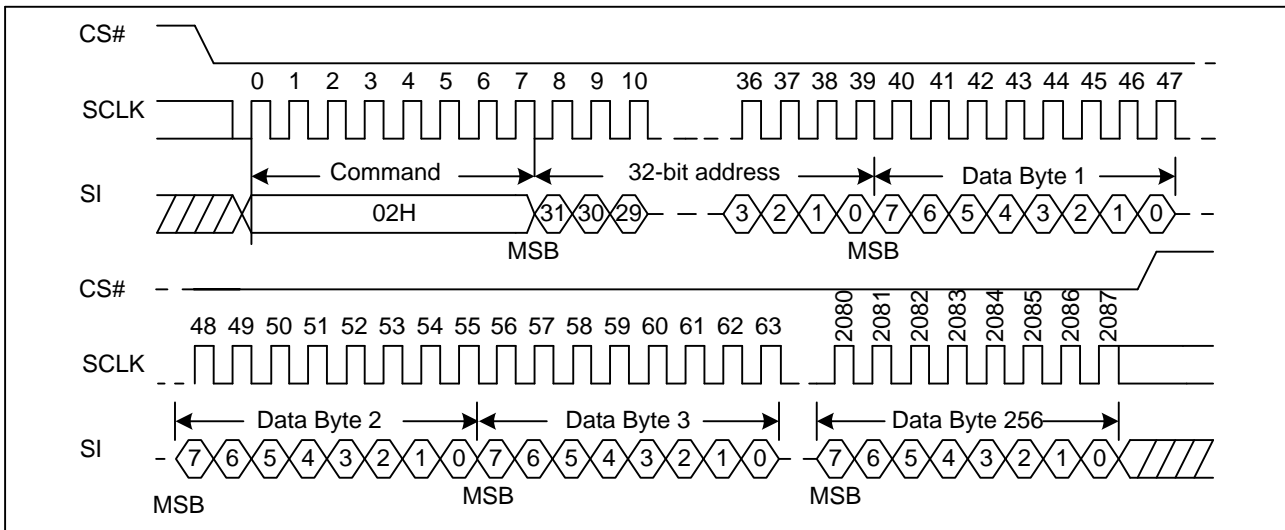 CS#
0 1 2 3 4 5 6 7 8 9 10 36 37 38 39 40 41 42 43 44 45 46 47
SCLK
Command 32-bit address Data Byte 1
SI
02H 31 30 29 3 2 1 0 7 6 5 4 3 2 1 0
MSB MSB
CS#
48 49 50 51 52 53 54 55 56 57 58 59 60 61 62 63 2080 2081 2082 2083 2084 2085 2086 2087
SCLK
Data Byte 2 Data Byte 3 Data Byte 256
SI
7 6 5 4 3 2 1 0 7 6 5 4 3 2 1 0 7 6 5 4 3 2 1 0
MSB MSB MSB